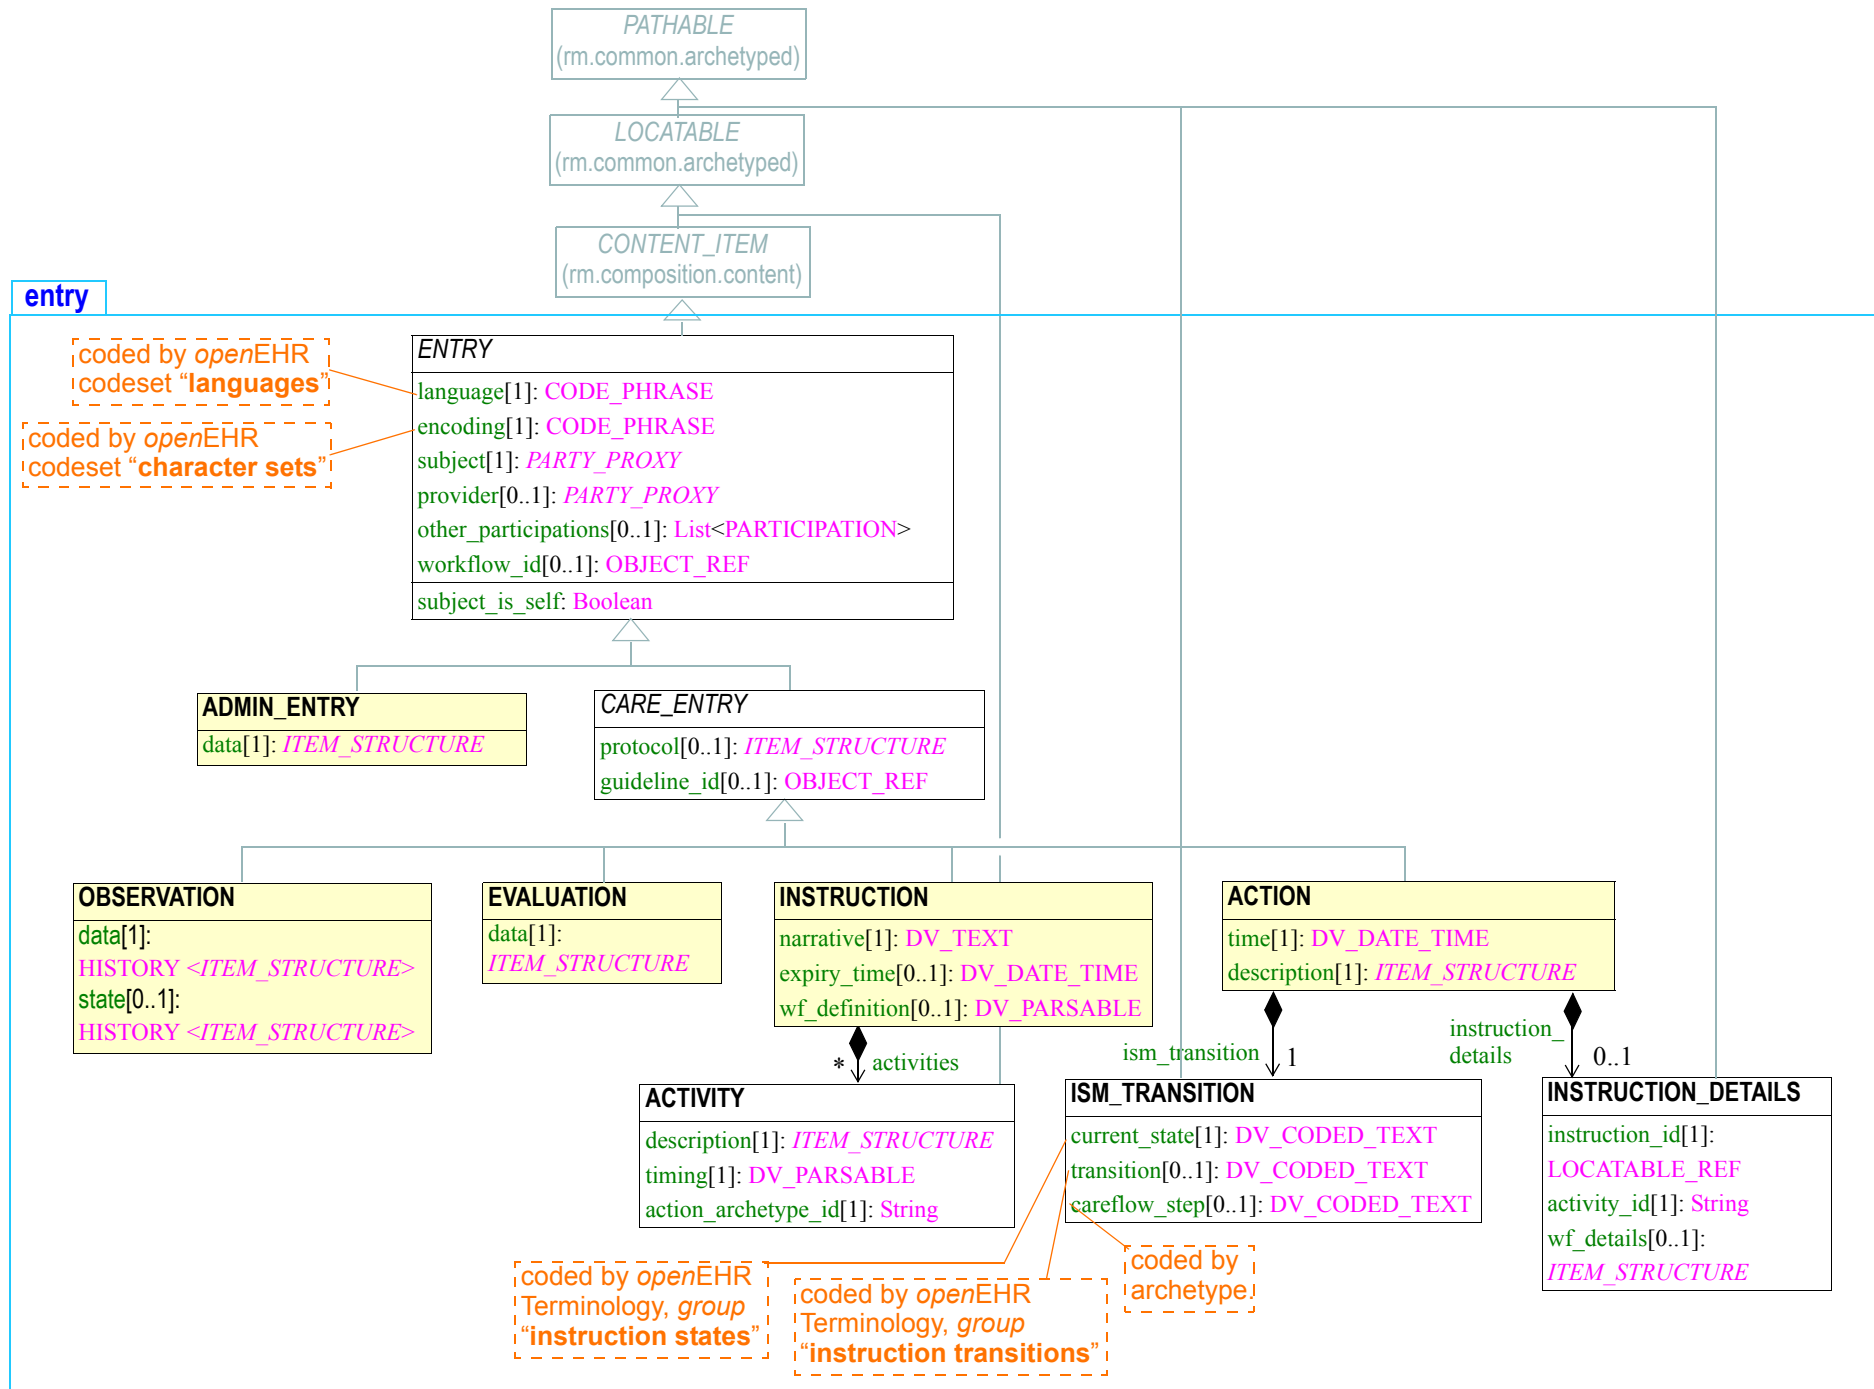 PATHABLE
(rm.common.archetyped)
LOCATABLE
(rm.common.archetyped)
CONTENT_ITEM
(rm.composition.content)
entry
coded by openEHR
codeset “languages”
coded by openEHR
codeset “character sets”
ENTRY
language[1]: CODE_PHRASE
encoding[1]: CODE_PHRASE
subject[1]: PARTY_PROXY
provider[0..1]: PARTY_PROXY
other_participations[0..1]: List<PARTICIPATION>
workflow_id[0..1]: OBJECT_REF
subject_is_self: Boolean
ADMIN_ENTRY
data[1]: ITEM_STRUCTURE
CARE_ENTRY
protocol[0..1]: ITEM_STRUCTURE
guideline_id[0..1]: OBJECT_REF
OBSERVATION
data[1]:
HISTORY <ITEM_STRUCTURE>
state[0..1]:
HISTORY <ITEM_STRUCTURE>
EVALUATION
data[1]:
ITEM_STRUCTURE
INSTRUCTION
narrative[1]: DV_TEXT
expiry_time[0..1]: DV_DATE_TIME
wf_definition[0..1]: DV_PARSABLE
ACTION
time[1]: DV_DATE_TIME
description[1]: ITEM_STRUCTURE
* activities
ism_transition 1
instruction_
details 0..1
ACTIVITY
description[1]: ITEM_STRUCTURE
timing[1]: DV_PARSABLE
action_archetype_id[1]: String
ISM_TRANSITION
current_state[1]: DV_CODED_TEXT
transition[0..1]: DV_CODED_TEXT
careflow_step[0..1]: DV_CODED_TEXT
INSTRUCTION_DETAILS
instruction_id[1]:
LOCATABLE_REF
activity_id[1]: String
wf_details[0..1]:
ITEM_STRUCTURE
coded by openEHR
Terminology, group
“instruction states”
coded by openEHR
Terminology, group
“instruction transitions”
coded by
archetype.